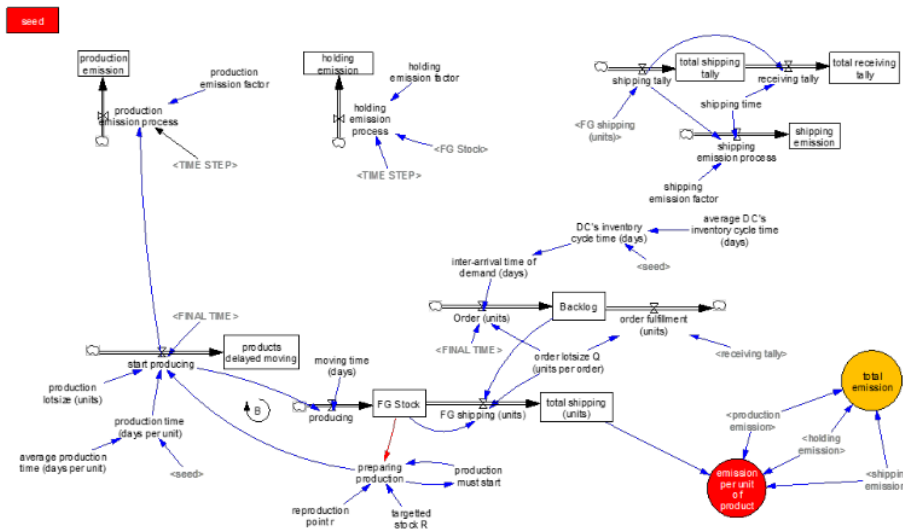 seed
production
emission
production
emission factor
production
emission process
<TIME STEP>
holding
emission
holding
emission factor
holding
emission
process
<FG Stock>
<TIME STEP>
total shipping
tally
total receiving
tally
shipping tally
receiving tally
shipping time
<FG shipping
(units)>
shipping
emission
shipping
emission process
shipping
emission factor
DC's inventory
cycle time (days)
average DC's
inventory cycle time
(days)
<seed>
inter-arrival time of
demand (days)
Backlog
Order (units)
order fulfillment
(units)
<FINAL TIME>
order lotsize Q
(units per order)
<receiving tally>
<FINAL TIME>
products
delayed moving
start producing
production
lotsize (units)
production time
(days per unit)
average production
time (days per unit)
<seed>
B
moving time
(days)
producing
FG Stock
FG shipping (units)
total shipping
(units)
preparing
production
production
must start
reproduction
point r
targetted
stock R
total
emission
<production
emission>
<holding
emission>
<shipping
emission
emission
per unit
of
product